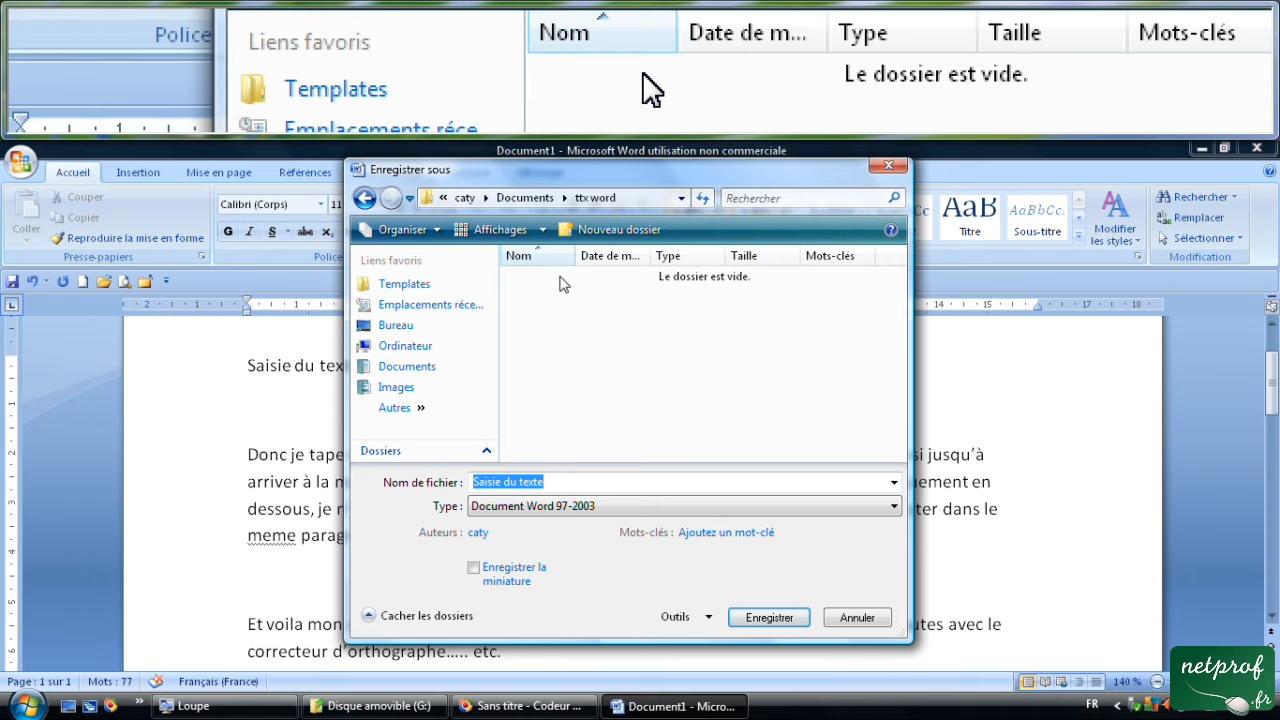 Police
Liens favoris
Nom
Date de m...
Type
Taille
Mots-clés
Le dossier est vide.
Templates
Emplacements réce
Document1 - Microsoft Word utilisation non commerciale
Accueil
Insertion
Mise en page
Références
Enregistrer sous
caty
Documents
ttx word
Rechercher
Couper
Copier
Coller
Reproduire la mise en forme
Presse-papiers
Calibri (Corps)
11
G I S abc
Police
Organiser
Affichages
Nouveau dossier
AaB
Titre
AaBbCc
Sous-titre
Modifier
les styles
Rechercher
Remplacer
Sélectionner
Modification
Liens favoris
Templates
Emplacements réce...
Bureau
Ordinateur
Documents
Images
Autres »
Dossiers
Nom
Date de m...
Type
Taille
Mots-clés
Le dossier est vide.
Nom de fichier : Saisie du texte
Type : Document Word 97-2003
Auteurs : caty
Mots-clés : Ajoutez un mot-clé
Enregistrer la
miniature
Cacher les dossiers
Outils
Enregistrer
Annuler
Saisie du tex
Donc je tape
si jusqu’à
arriver à la
uement en
dessous, je
ter dans le
meme parag
Et voila mon
utes avec le
correcteur d’orthographe….. etc.
Page : 1 sur 1
Mots : 77
Français (France)
140 %
Loupe
Disque amovible (G:)
Sans titre - Codeur ...
Document1 - Micro...
FR
netprof
.fr